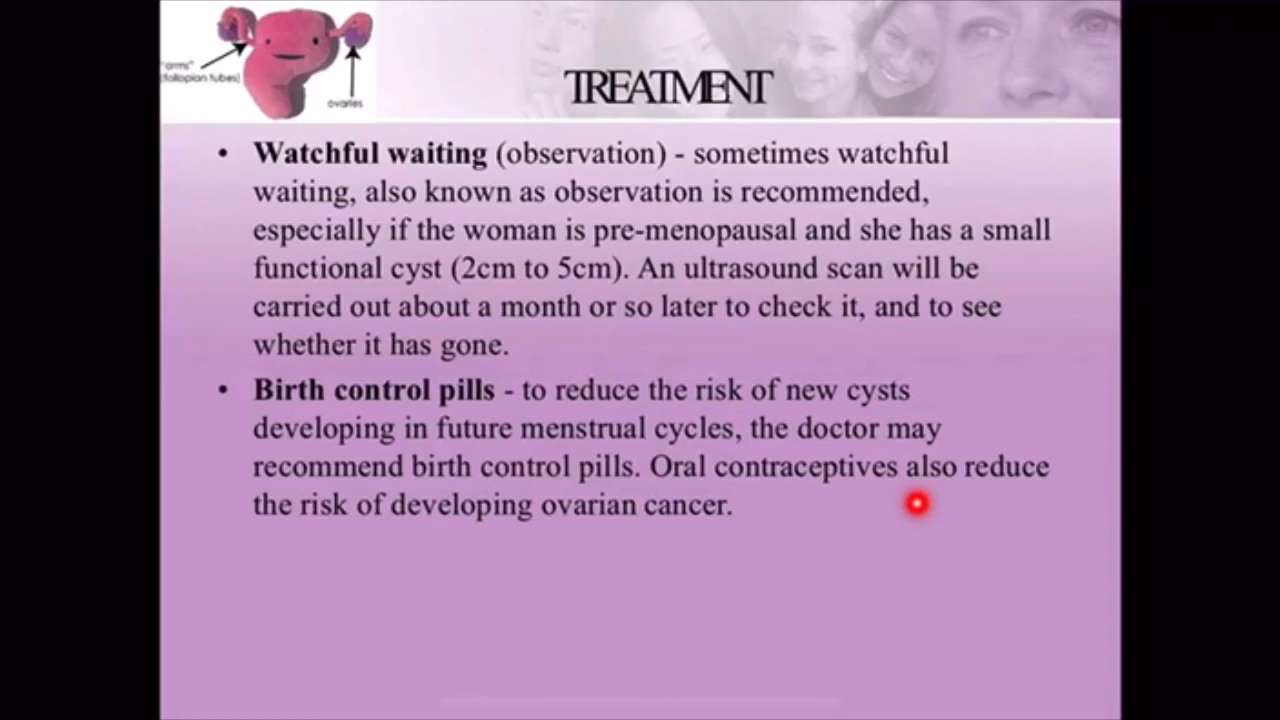 "arms"
(fallopian tubes)
ovaries
TREATMENT
• Watchful waiting (observation) - sometimes watchful
waiting, also known as observation is recommended,
especially if the woman is pre-menopausal and she has a small
functional cyst (2cm to 5cm). An ultrasound scan will be
carried out about a month or so later to check it, and to see
whether it has gone.
• Birth control pills - to reduce the risk of new cysts
developing in future menstrual cycles, the doctor may
recommend birth control pills. Oral contraceptives also reduce
the risk of developing ovarian cancer.